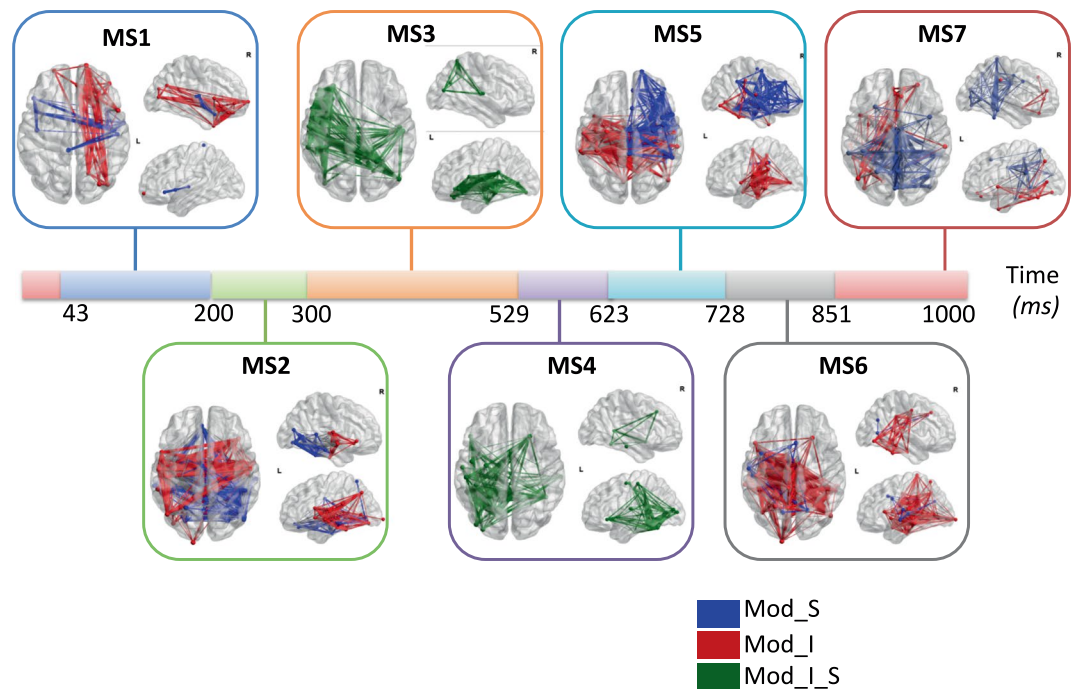 MS1
R
L
MS3
R
L
MS5
R
L
MS7
R
L
43
200
300
529
623
728
851
1000
Time
(ms)
MS2
R
L
MS4
R
L
MS6
R
L
Mod_S
Mod_I
Mod_I_S